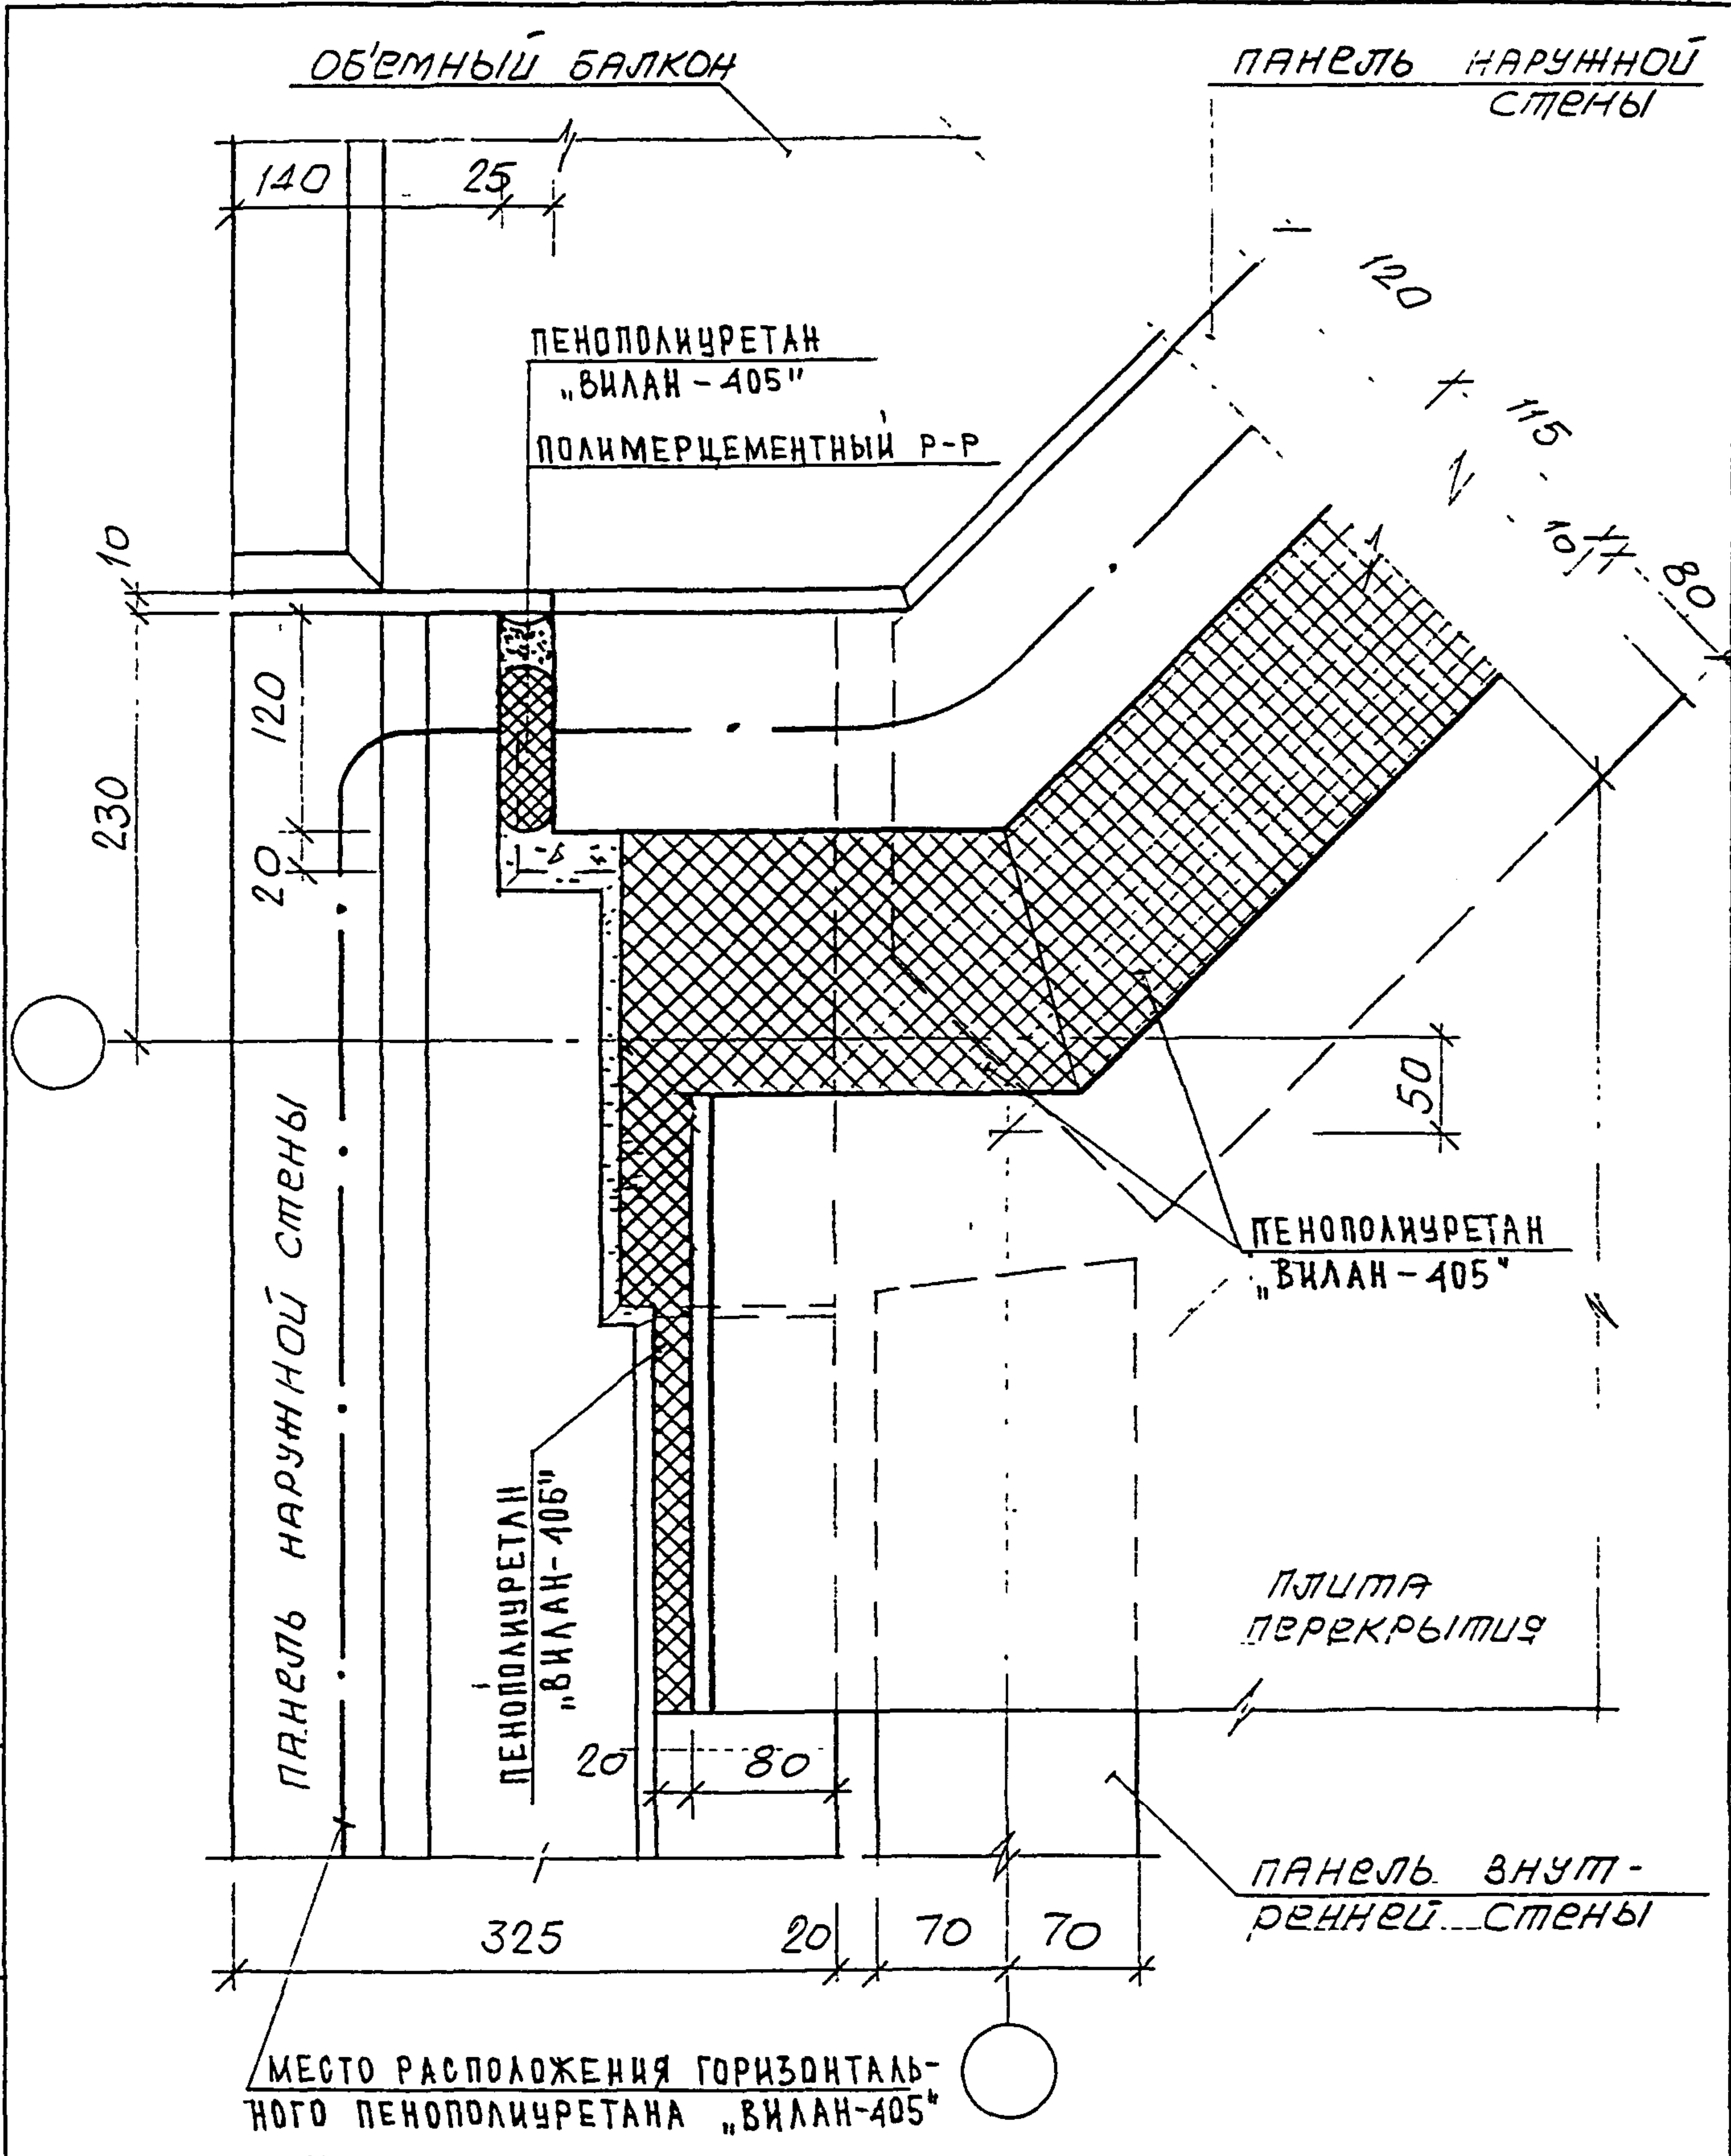 ОБ'ЕМНЫЙ БАЛКОН
ПАНЕЛЬ НАРУЖНОЙ
СТЕНЫ
140
25
120
ПЕНОПОЛИУРЕТАН
„ВИЛАН-405"
ПОЛИМЕРЦЕМЕНТНЫЙ Р-Р
115
10
80
10
120
230
20
50
ПАНЕЛЬ НАРУЖНОЙ СТЕНЫ
ПЕНОПОЛИУРЕТАН
„ВИЛАН-405"
ПЕНОПОЛИУРЕТАН
„ВИЛАН-405"
ПЛИТА
ПЕРЕКРЫТИЯ
20
80
ПАНЕЛЬ ВНУТ-
РЕННЕЙ СТЕНЫ
325
20
70
70
МЕСТО РАСПОЛОЖЕНИЯ ГОРИЗОНТАЛЬ-
НОГО ПЕНОПОЛИУРЕТАНА „ВИЛАН-405"